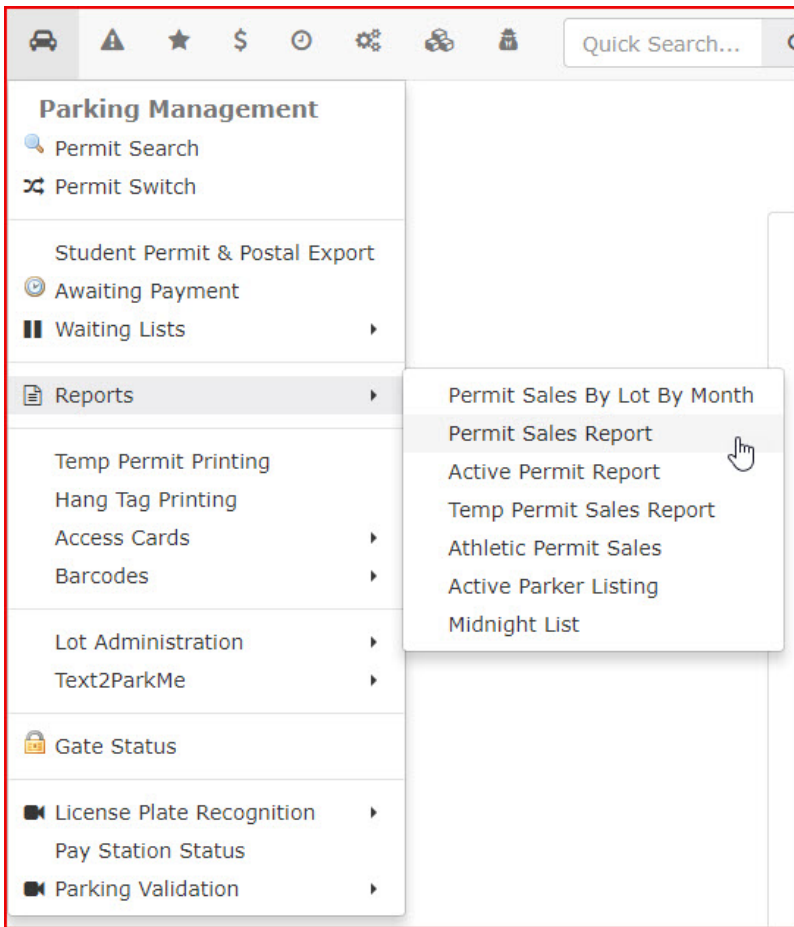 $
Quick Search...
Parking Management
Permit Search
Permit Switch
Student Permit & Postal Export
Awaiting Payment
Waiting Lists
Reports
Temp Permit Printing
Hang Tag Printing
Access Cards
Barcodes
Lot Administration
Text2ParkMe
Gate Status
License Plate Recognition
Pay Station Status
Parking Validation
Permit Sales By Lot By Month
Permit Sales Report
Active Permit Report
Temp Permit Sales Report
Athletic Permit Sales
Active Parker Listing
Midnight List